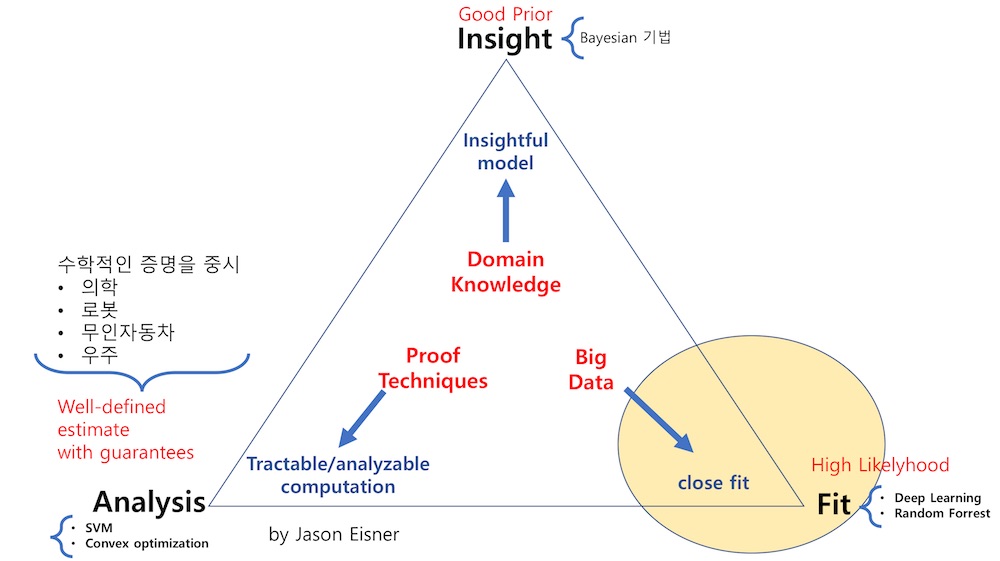 Good Prior
Insight
Bayesian 기법
Insightful
model
Domain
Knowledge
수학적인 증명을 중시
• 의학
• 로봇
• 무인자동차
• 우주
Well-defined
estimate
with guarantees
Proof
Techniques
Big
Data
Tractable/analyzable
computation
close fit
High Likelyhood
Analysis
• SVM
• Convex optimization
Fit
• Deep Learning
• Random Forrest
by Jason Eisner